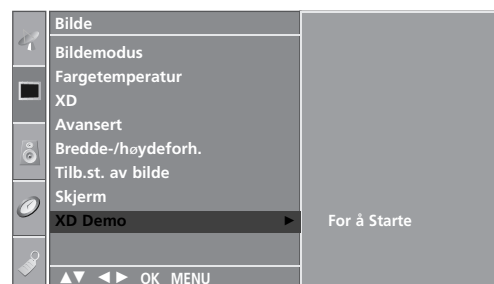 Bilde
Bildemodus
Fargetemperatur
XD
Avansert
Bredde-/høydeforh.
Tilb.st. av bilde
Skjerm
XD Demo ► For å Starte
▲▼ ◄► OK MENU